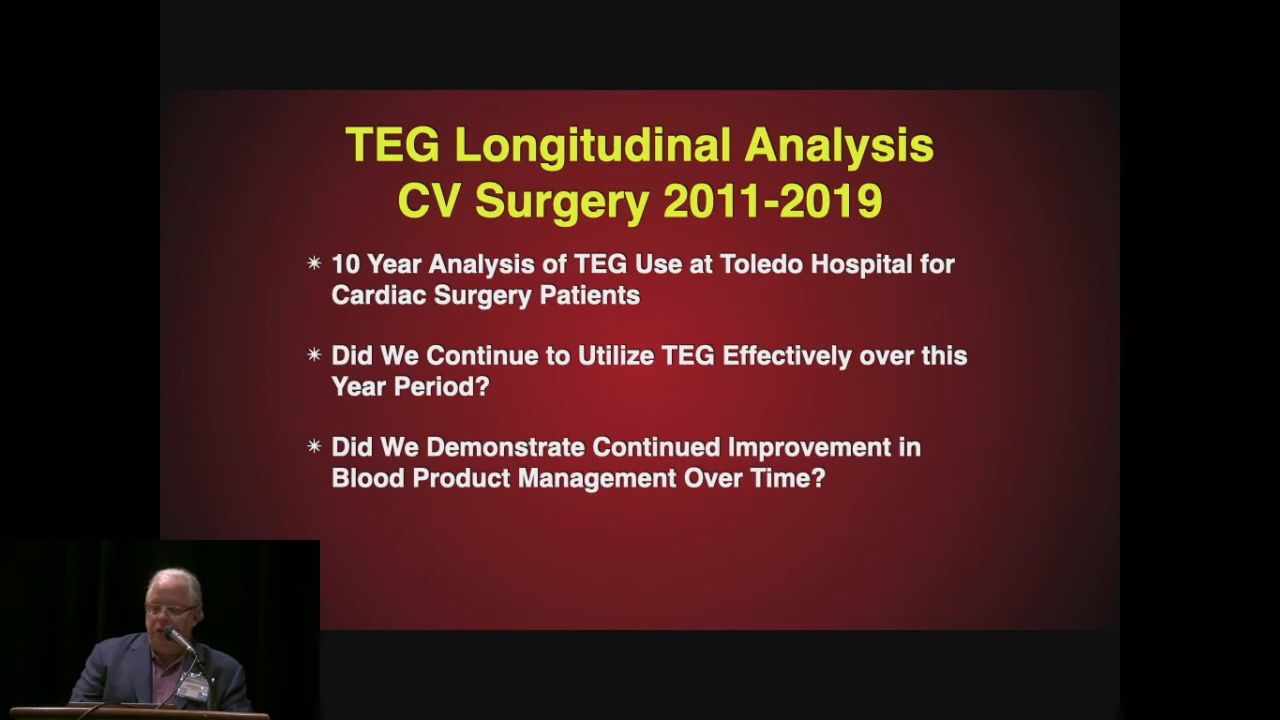 TEG Longitudinal Analysis
CV Surgery 2011-2019
✴ 10 Year Analysis of TEG Use at Toledo Hospital for
Cardiac Surgery Patients
✴ Did We Continue to Utilize TEG Effectively over this
Year Period?
✴ Did We Demonstrate Continued Improvement in
Blood Product Management Over Time?